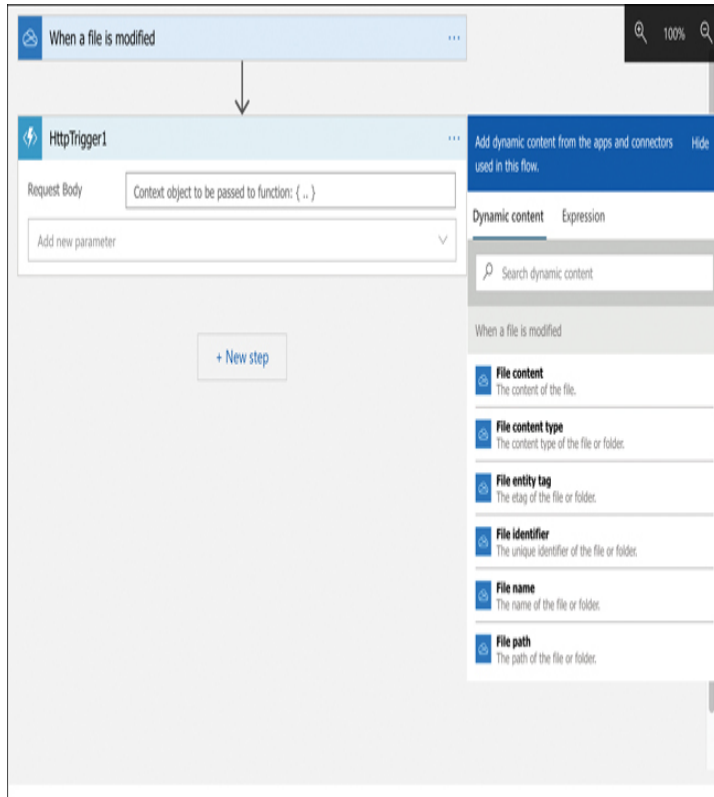 When a file is modified
...
100%
HttpTrigger1
...
Request Body
Context object to be passed to function: { .. }
Add new parameter
+ New step
Add dynamic content from the apps and connectors
used in this flow.
Hide
Dynamic content
Expression
Search dynamic content
When a file is modified
File content
The content of the file.
File content type
The content type of the file or folder.
File entity tag
The etag of the file or folder.
File identifier
The unique identifier of the file or folder.
File name
The name of the file or folder.
File path
The path of the file or folder.